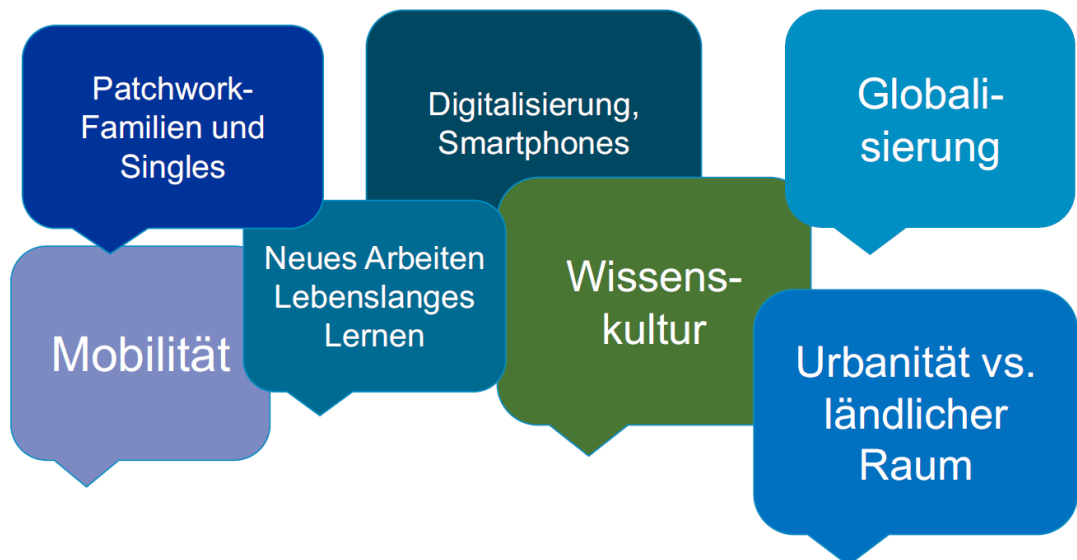 Patchwork-
Familien und
Singles
Digitalisierung,
Smartphones
Globali-
sierung
Mobilität
Neues Arbeiten
Lebenslanges
Lernen
Wissens-
kultur
Urbanität vs.
ländlicher
Raum